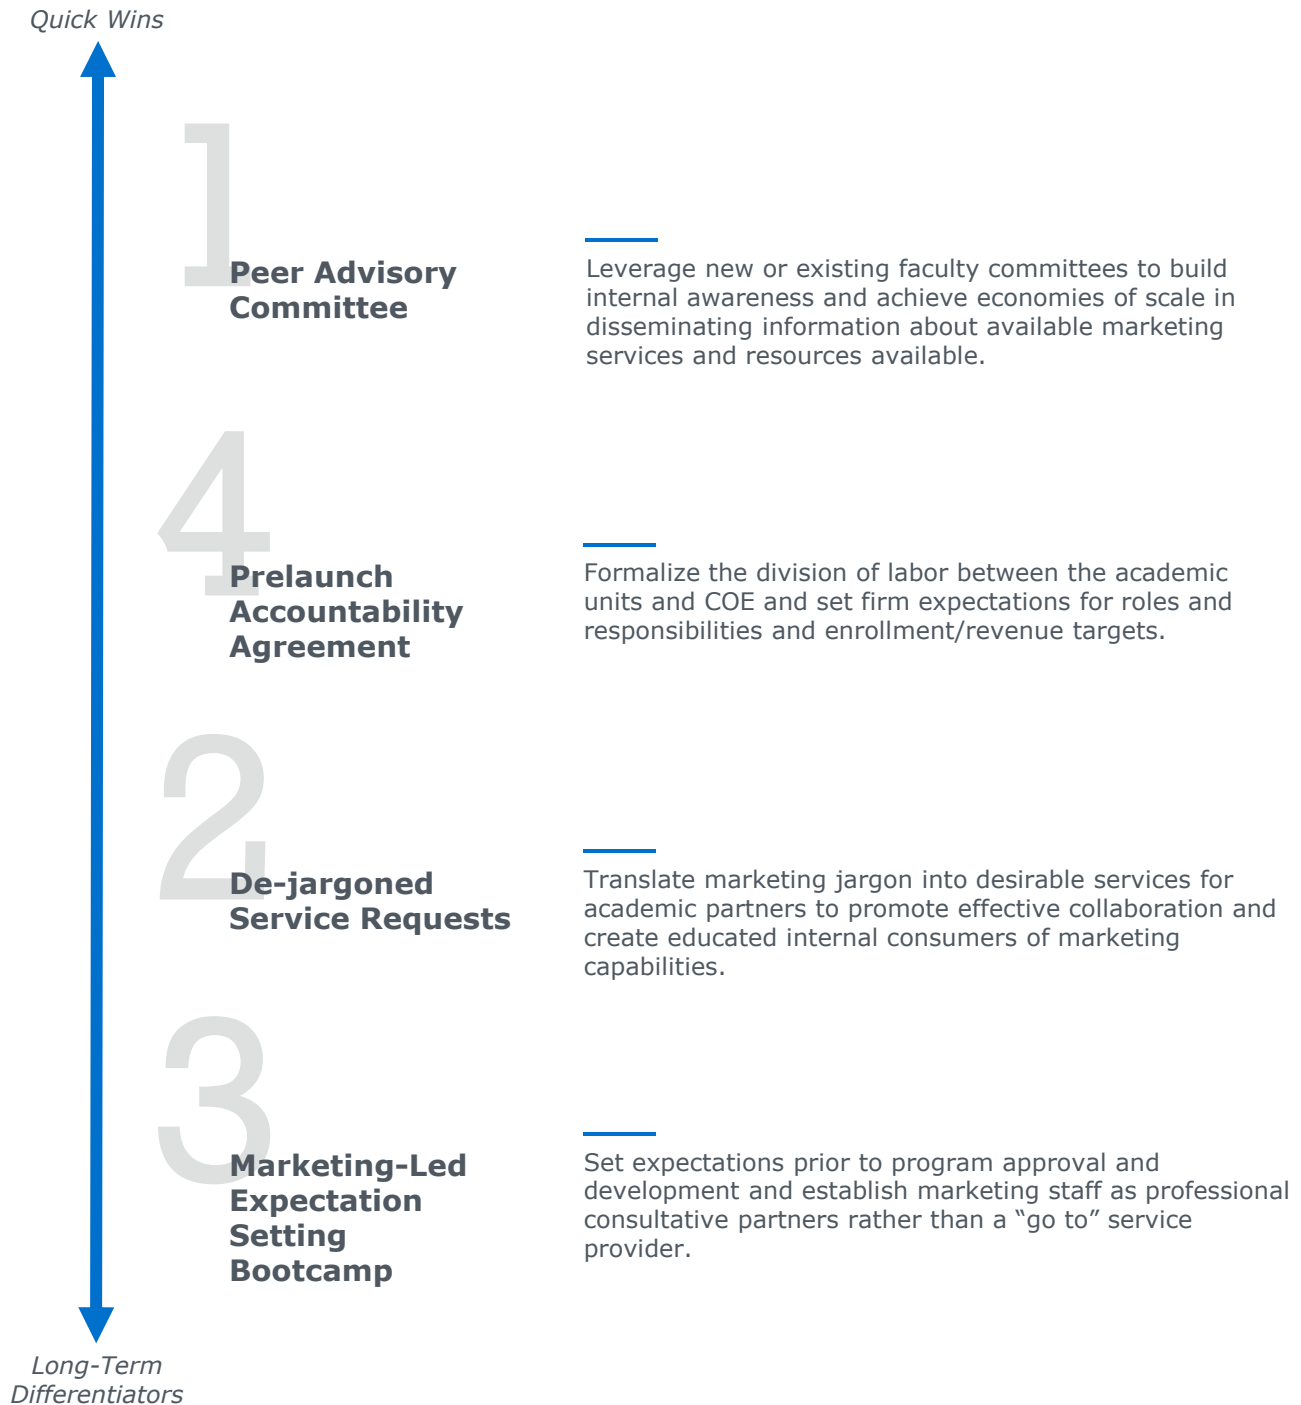 Quick Wins
1
Peer Advisory
Committee
Leverage new or existing faculty committees to build
internal awareness and achieve economies of scale in
disseminating information about available marketing
services and resources available.
4
Prelaunch
Accountability
Agreement
Formalize the division of labor between the academic
units and COE and set firm expectations for roles and
responsibilities and enrollment/revenue targets.
2
De-jargoned
Service Requests
Translate marketing jargon into desirable services for
academic partners to promote effective collaboration and
create educated internal consumers of marketing
capabilities.
3
Marketing-Led
Expectation
Setting
Bootcamp
Set expectations prior to program approval and
development and establish marketing staff as professional
consultative partners rather than a “go to” service
provider.
Long-Term
Differentiators